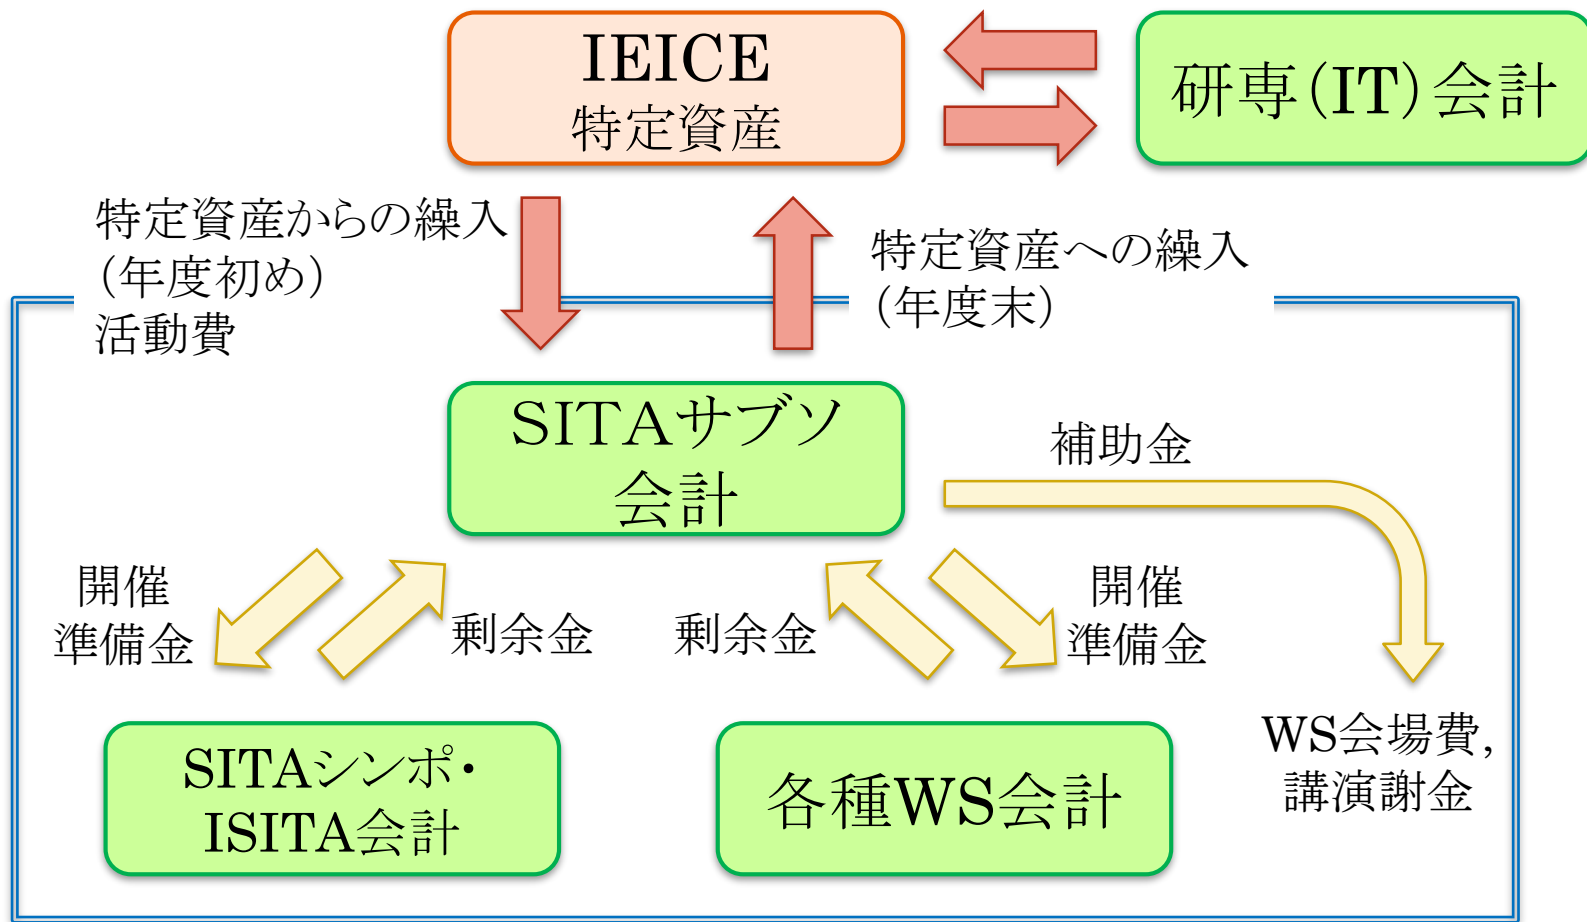 IEICE
特定資産
研専(IT)会計
特定資産からの繰入
(年度初め)
活動費
特定資産への繰入
(年度末)
SITAサブソ
会計
補助金
開催
準備金
剰余金
剰余金
開催
準備金
SITAシンポ・
ISITA会計
各種WS会計
WS会場費,
講演謝金